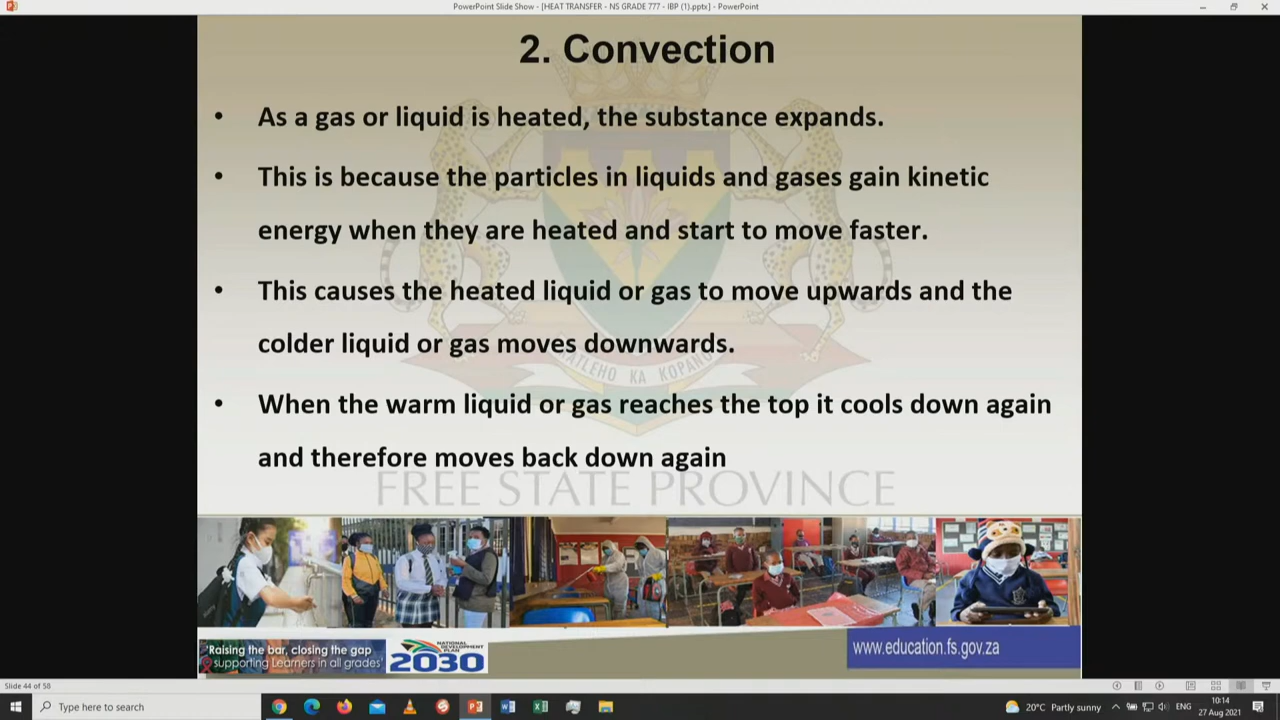 PowerPoint Slide Show - [HEAT TRANSFER - NS GRADE 777 - IBP (1).pptx] - PowerPoint
2. Convection
• As a gas or liquid is heated, the substance expands.
• This is because the particles in liquids and gases gain kinetic
energy when they are heated and start to move faster.
• This causes the heated liquid or gas to move upwards and the
colder liquid or gas moves downwards.
• When the warm liquid or gas reaches the top it cools down again
and therefore moves back down again
KATLEHO KA KOPANO
FREE STATE PROVINCE
'Raising the bar, closing the gap
supporting Learners in all grades'
NATIONAL
DEVELOPMENT
PLAN
2030
www.education.fs.gov.za
Slide 44 of 58
Type here to search
20°C Partly sunny
ENG
10:14
27 Aug 2021